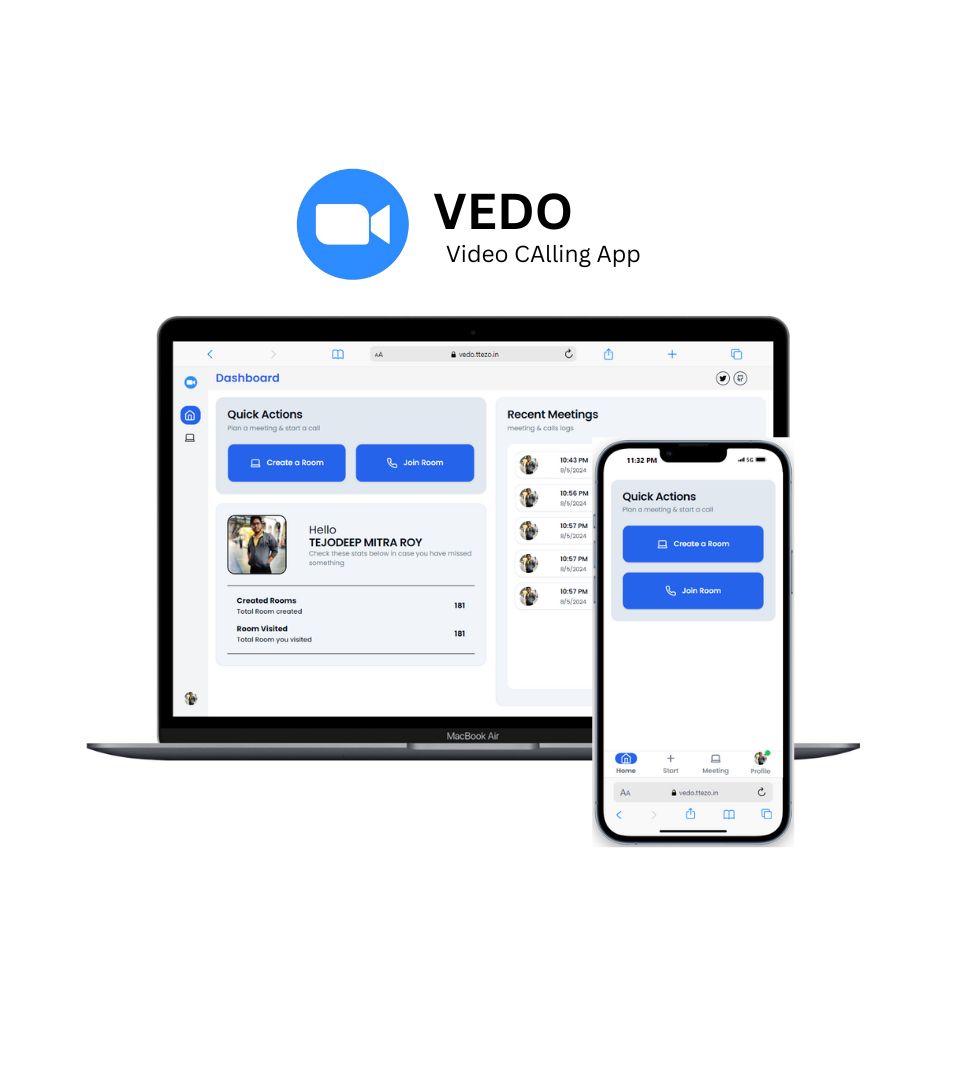 VEDO
Video CAlling App
AA
vedo.ttezo.in
Dashboard
Quick Actions
Plan a meeting & start a call
Create a Room
Join Room
Hello
TEJODEEP MITRA ROY
Check these stats below in case you have missed
something
Created Rooms
Total Room created
181
Room Visited
Total Room you visited
181
Recent Meetings
meeting & calls logs
10:43 PM
8/5/2024
10:56 PM
8/5/2024
10:57 PM
8/5/2024
10:57 PM
8/5/2024
10:57 PM
8/5/2024
MacBook Air
11:32 PM
5G
Quick Actions
Plan a meeting & start a call
Create a Room
Join Room
Home
Start
Meeting
Profile
AA
vedo.ttezo.in